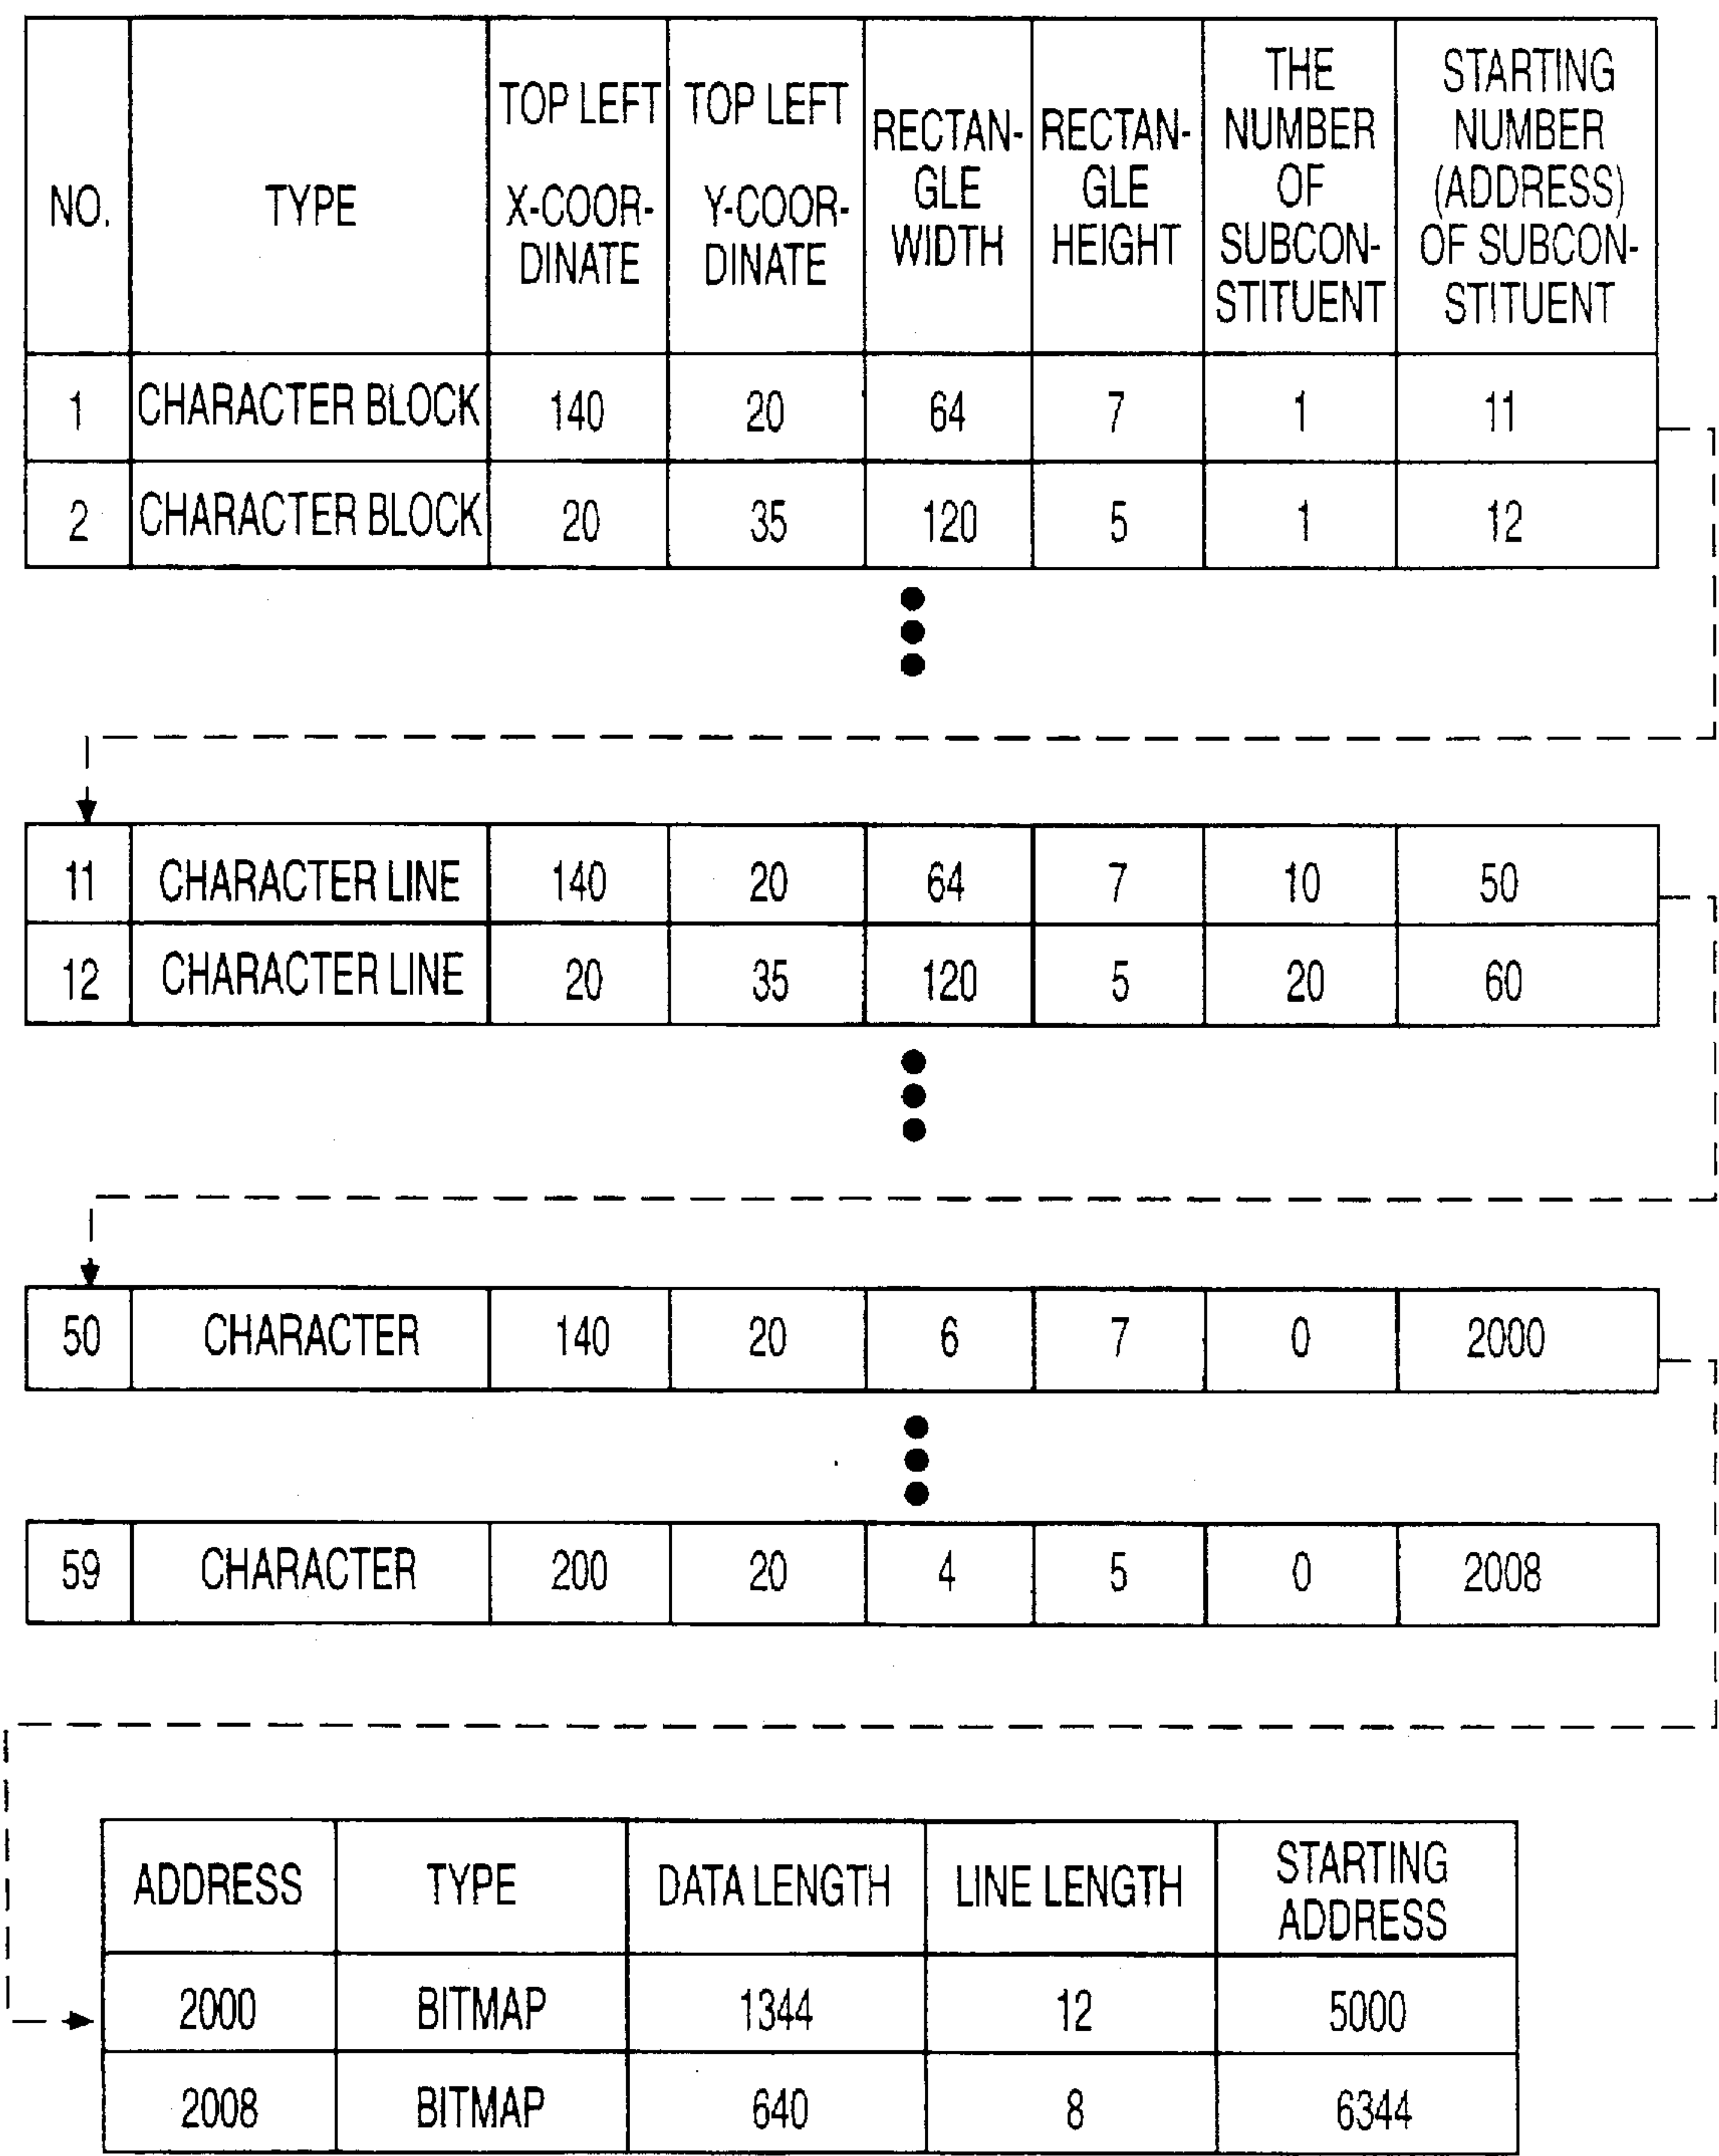 NO. TYPE TOP LEFT X-COOR-DINATE TOP LEFT Y-COOR-DINATE RECTAN-GLE WIDTH RECTAN-GLE HEIGHT THE NUMBER OF SUBCON-STITUENT STARTING NUMBER (ADDRESS) OF SUBCON-STITUENT
1 CHARACTER BLOCK 140 20 64 7 1 11
2 CHARACTER BLOCK 20 35 120 5 1 12
11 CHARACTER LINE 140 20 64 7 10 50
12 CHARACTER LINE 20 35 120 5 20 60
50 CHARACTER 140 20 6 7 0 2000
59 CHARACTER 200 20 4 5 0 2008
ADDRESS TYPE DATA LENGTH LINE LENGTH STARTING ADDRESS
2000 BITMAP 1344 12 5000
2008 BITMAP 640 8 6344